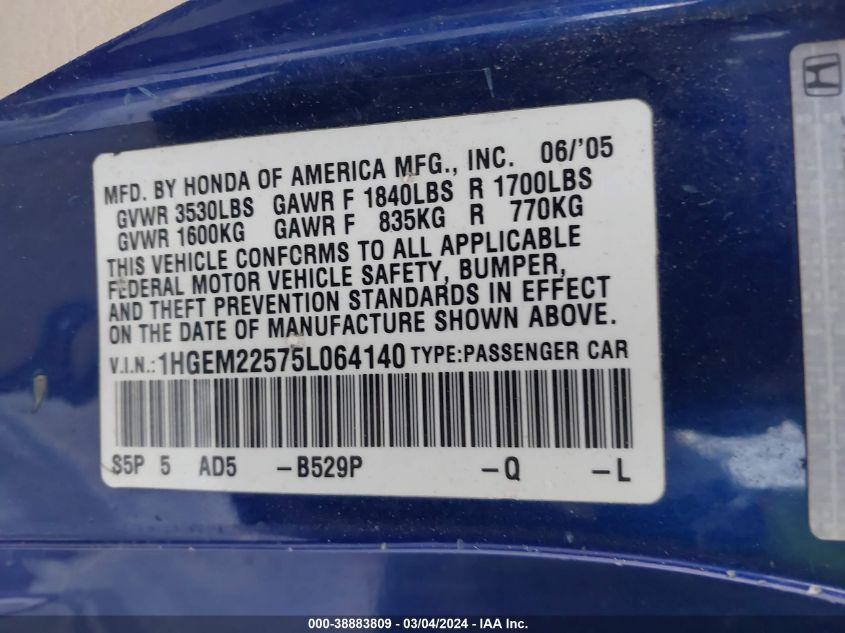 MFD. BY HONDA OF AMERICA MFG., INC. 06/'05
GVWR 3530LBS GAWR F 1840LBS R 1700LBS
GVWR 1600KG GAWR F 835KG R 770KG
THIS VEHICLE CONFORMS TO ALL APPLICABLE
FEDERAL MOTOR VEHICLE SAFETY, BUMPER,
AND THEFT PREVENTION STANDARDS IN EFFECT
ON THE DATE OF MANUFACTURE SHOWN ABOVE.
V.I.N.: 1HGEM22575L064140 TYPE:PASSENGER CAR
S5P 5 AD5 -B529P -Q -L
000-38883809 - 03/04/2024 - IAA Inc.